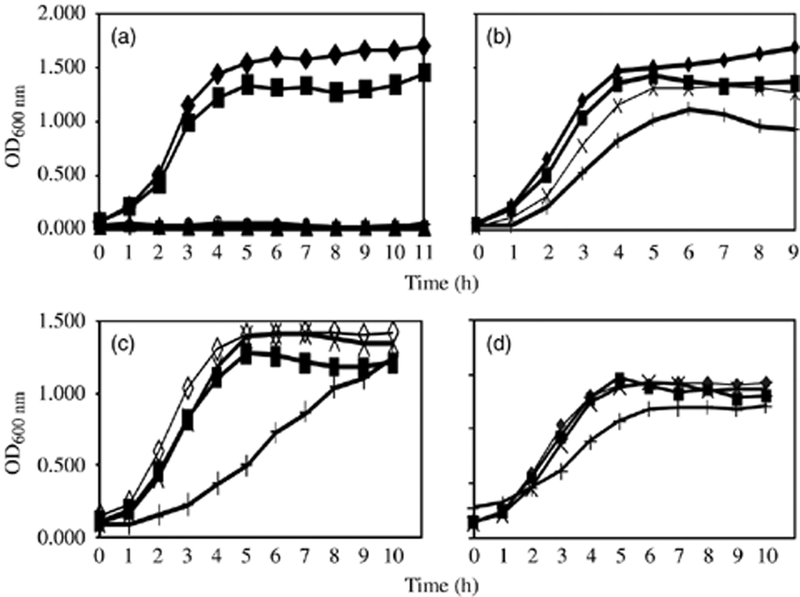 (a)
2.000
1.500
1.000
0.500
0.000
OD600 nm
0 1 2 3 4 5 6 7 8 9 10 11
Time (h)
(b)
0 1 2 3 4 5 6 7 8 9
Time (h)
(c)
1.500
1.000
0.500
0.000
OD600 nm
0 1 2 3 4 5 6 7 8 9 10
Time (h)
(d)
0 1 2 3 4 5 6 7 8 9 10
Time (h)